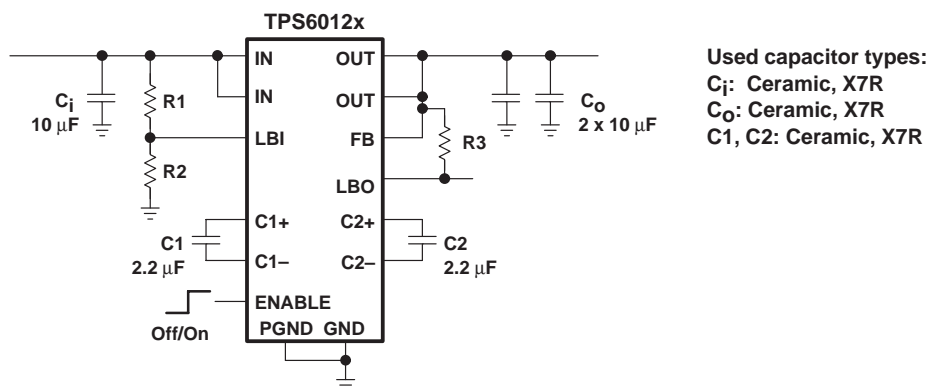 TPS6012x
IN
OUT
IN
OUT
LBI
FB
LBO
C1+
C2+
C1–
C2–
ENABLE
PGND GND
Ci
10 μF
R1
R2
R3
Co
2 x 10 μF
C1
2.2 μF
C2
2.2 μF
Off/On
Used capacitor types:
Ci: Ceramic, X7R
Co: Ceramic, X7R
C1, C2: Ceramic, X7R